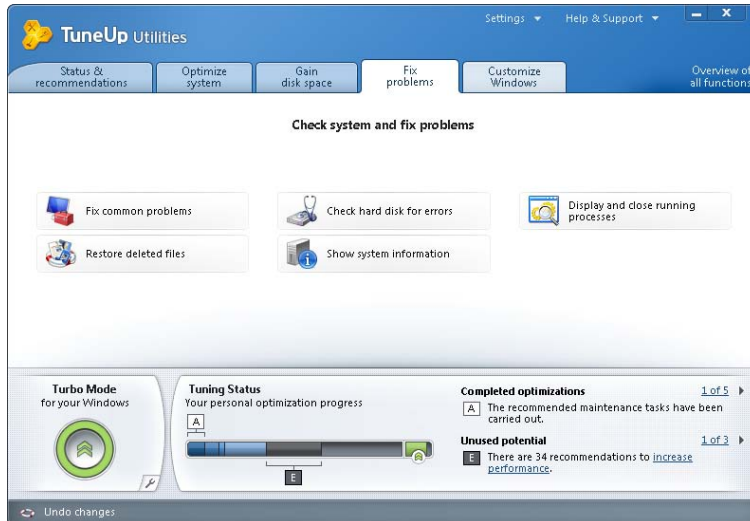 TuneUp Utilities
Settings
Help & Support
Status &
recommendations
Optimize
system
Gain
disk space
Fix
problems
Customize
Windows
Overview of
all functions
Check system and fix problems
Fix common problems
Check hard disk for errors
Display and close running
processes
Restore deleted files
Show system information
Turbo Mode
for your Windows
Tuning Status
Your personal optimization progress
A
E
Completed optimizations
1 of 5
A
The recommended maintenance tasks have been
carried out.
Unused potential
1 of 3
E
There are 34 recommendations to increase
performance.
Undo changes